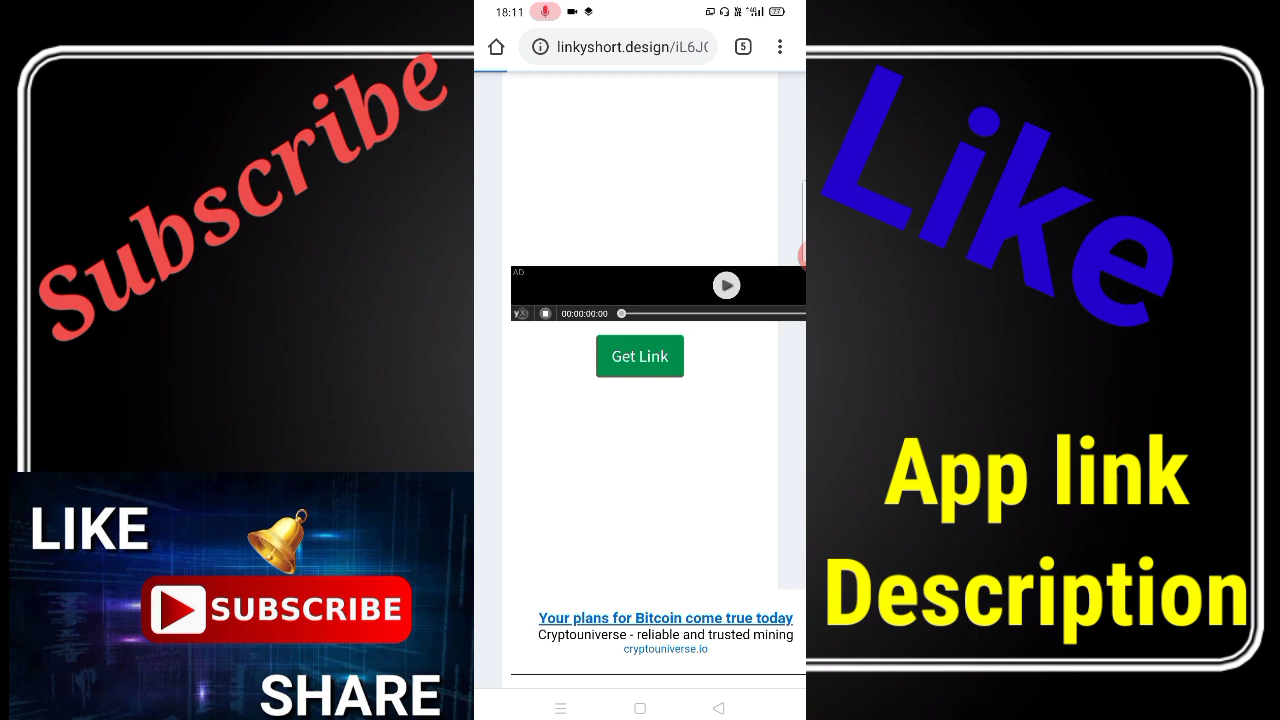 Subscribe
LIKE
SUBSCRIBE
SHARE
18:11
77
linkyshort.design/iL6J
5
AD
00:00:00:00
Get Link
Your plans for Bitcoin come true today
Cryptouniverse - reliable and trusted mining
cryptouniverse.io
Like
App link
Description